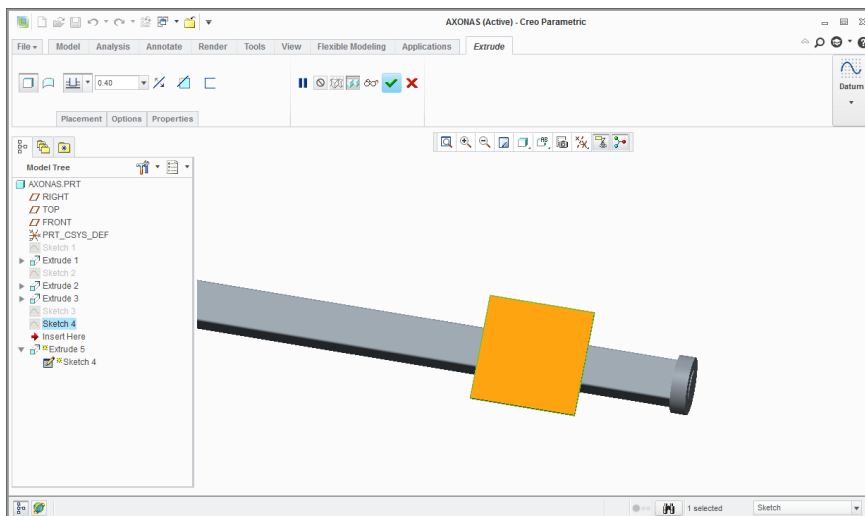 AXONAS (Active) - Creo Parametric
File Model Analysis Annotate Render Tools View Flexible Modeling Applications Extrude
0.40
Datum
Placement Options Properties
Model Tree
AXONAS.PRT
RIGHT
TOP
FRONT
PRT_CSYS_DEF
Sketch 1
Extrude 1
Sketch 2
Extrude 2
Extrude 3
Sketch 3
Sketch 4
Insert Here
Extrude 5
Sketch 4
1 selected Sketch